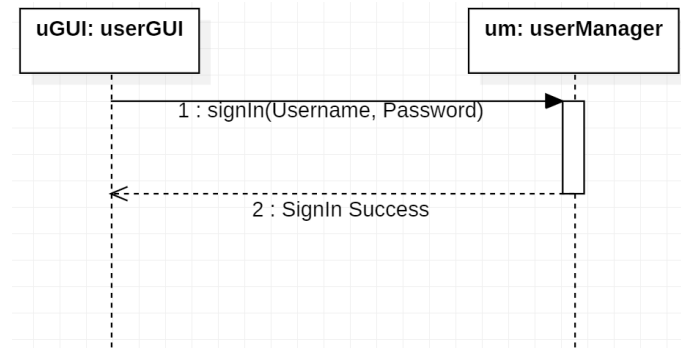 uGUI: userGUI
um: userManager
1 : signIn(Username, Password)
2 : SignIn Success